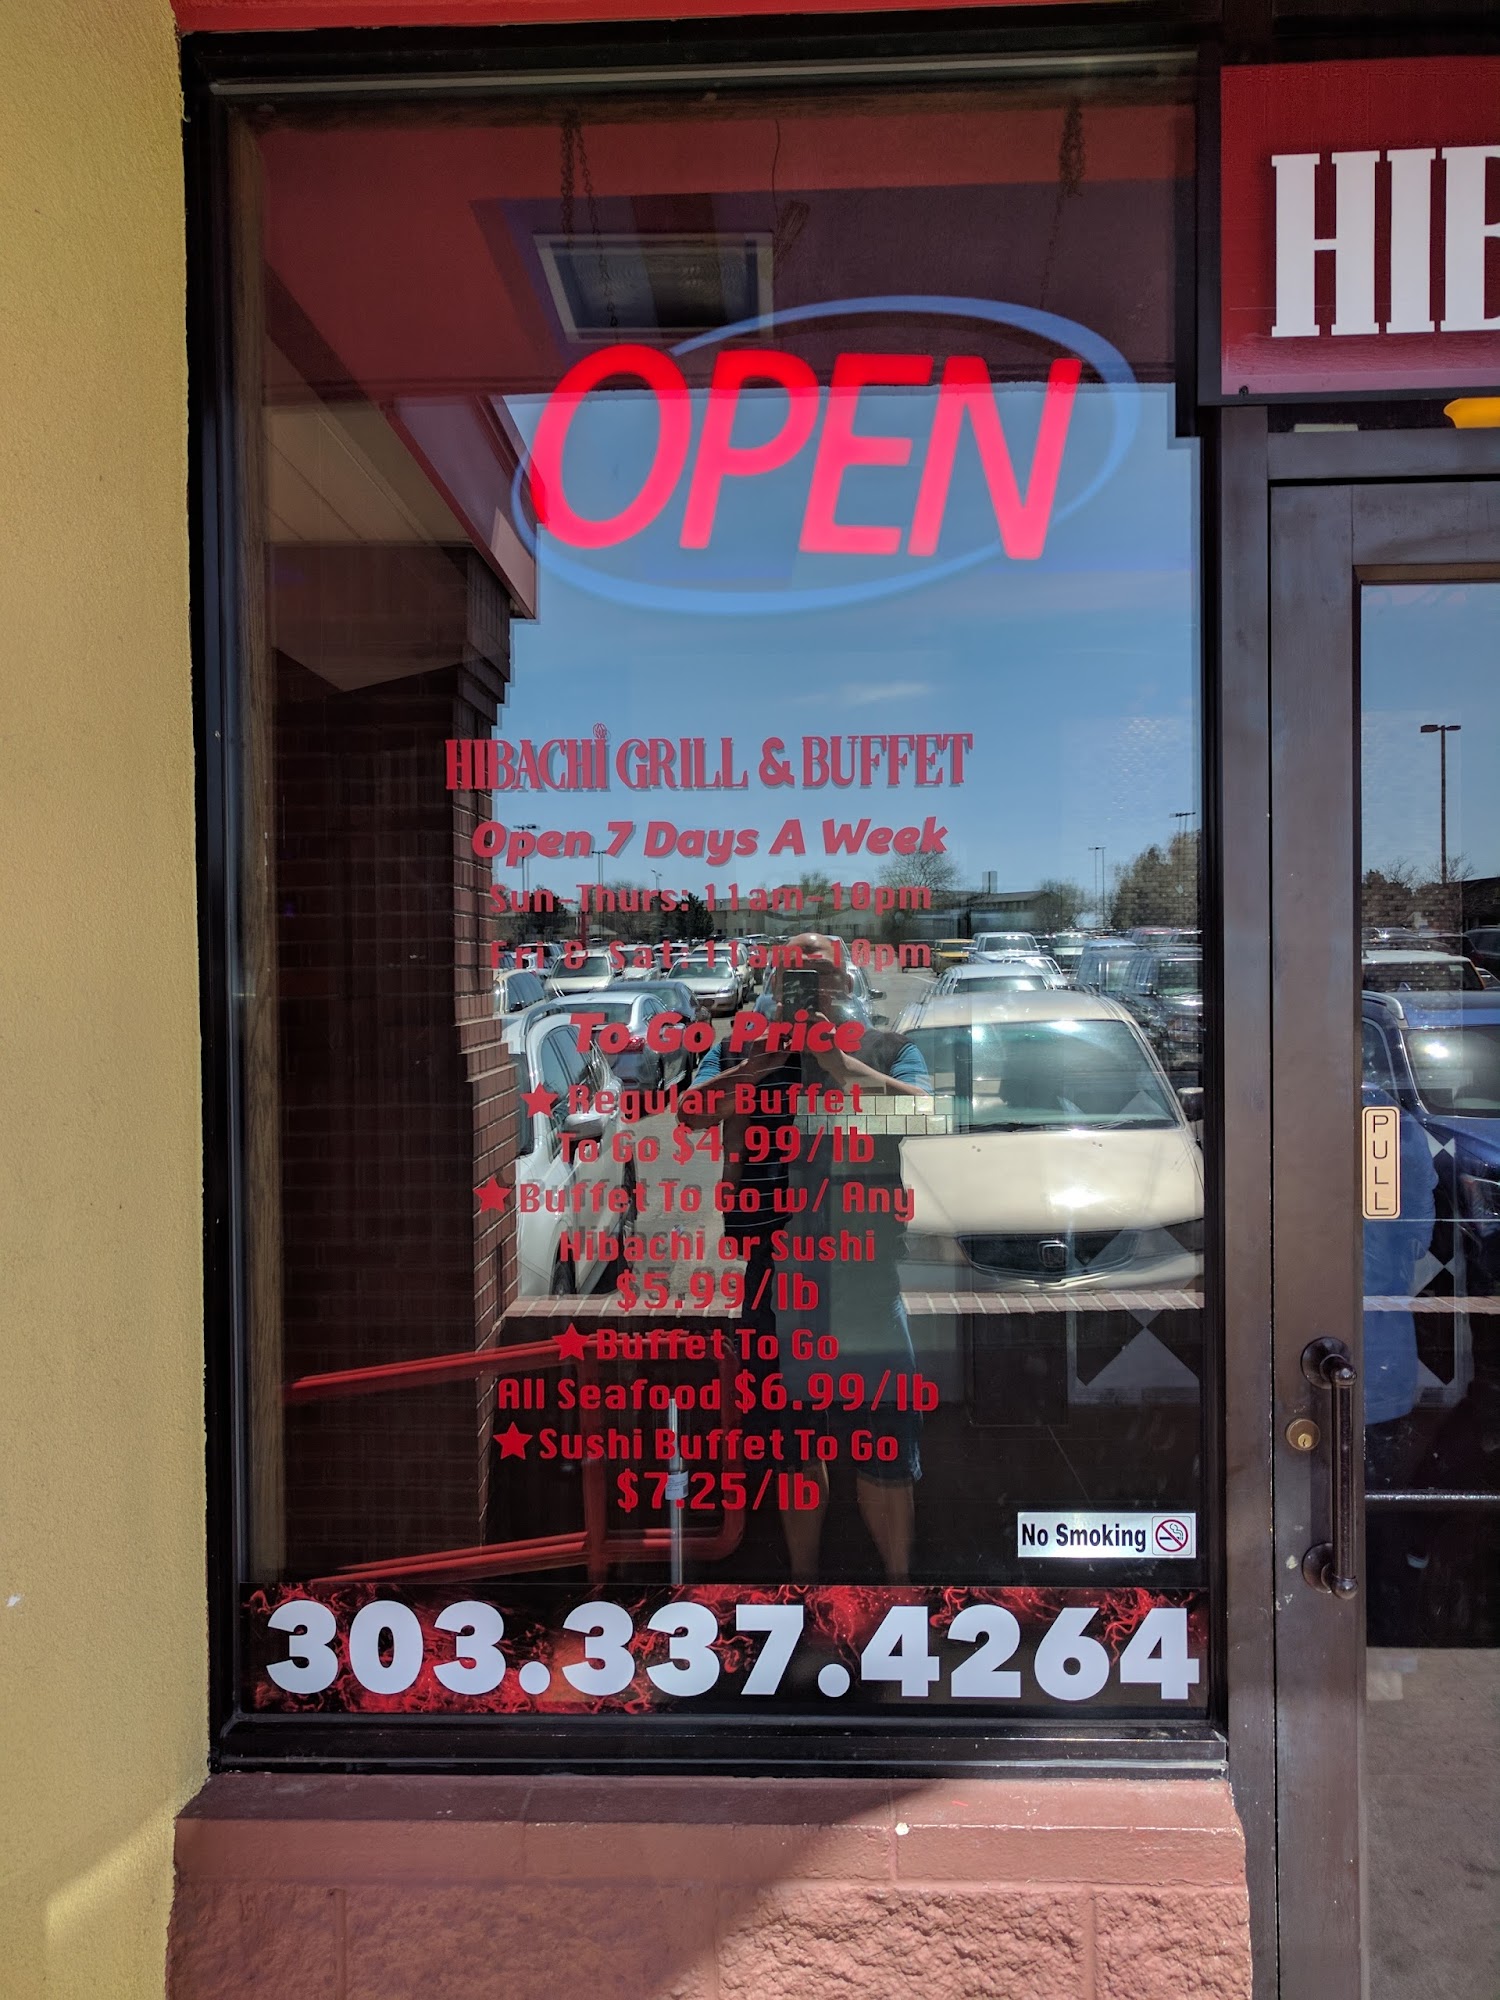 OPEN
HIB
HIBACHI GRILL & BUFFET
Open 7 Days A Week
Sun-Thurs: 11am-10pm
Fri & Sat: 11am-10pm
To Go Price
★Regular Buffet
To Go $4.99/lb
★Buffet To Go w/ Any
Hibachi or Sushi
$5.99/lb
★Buffet To Go
All Seafood $6.99/lb
★Sushi Buffet To Go
$7.25/lb
PULL
No Smoking
303.337.4264